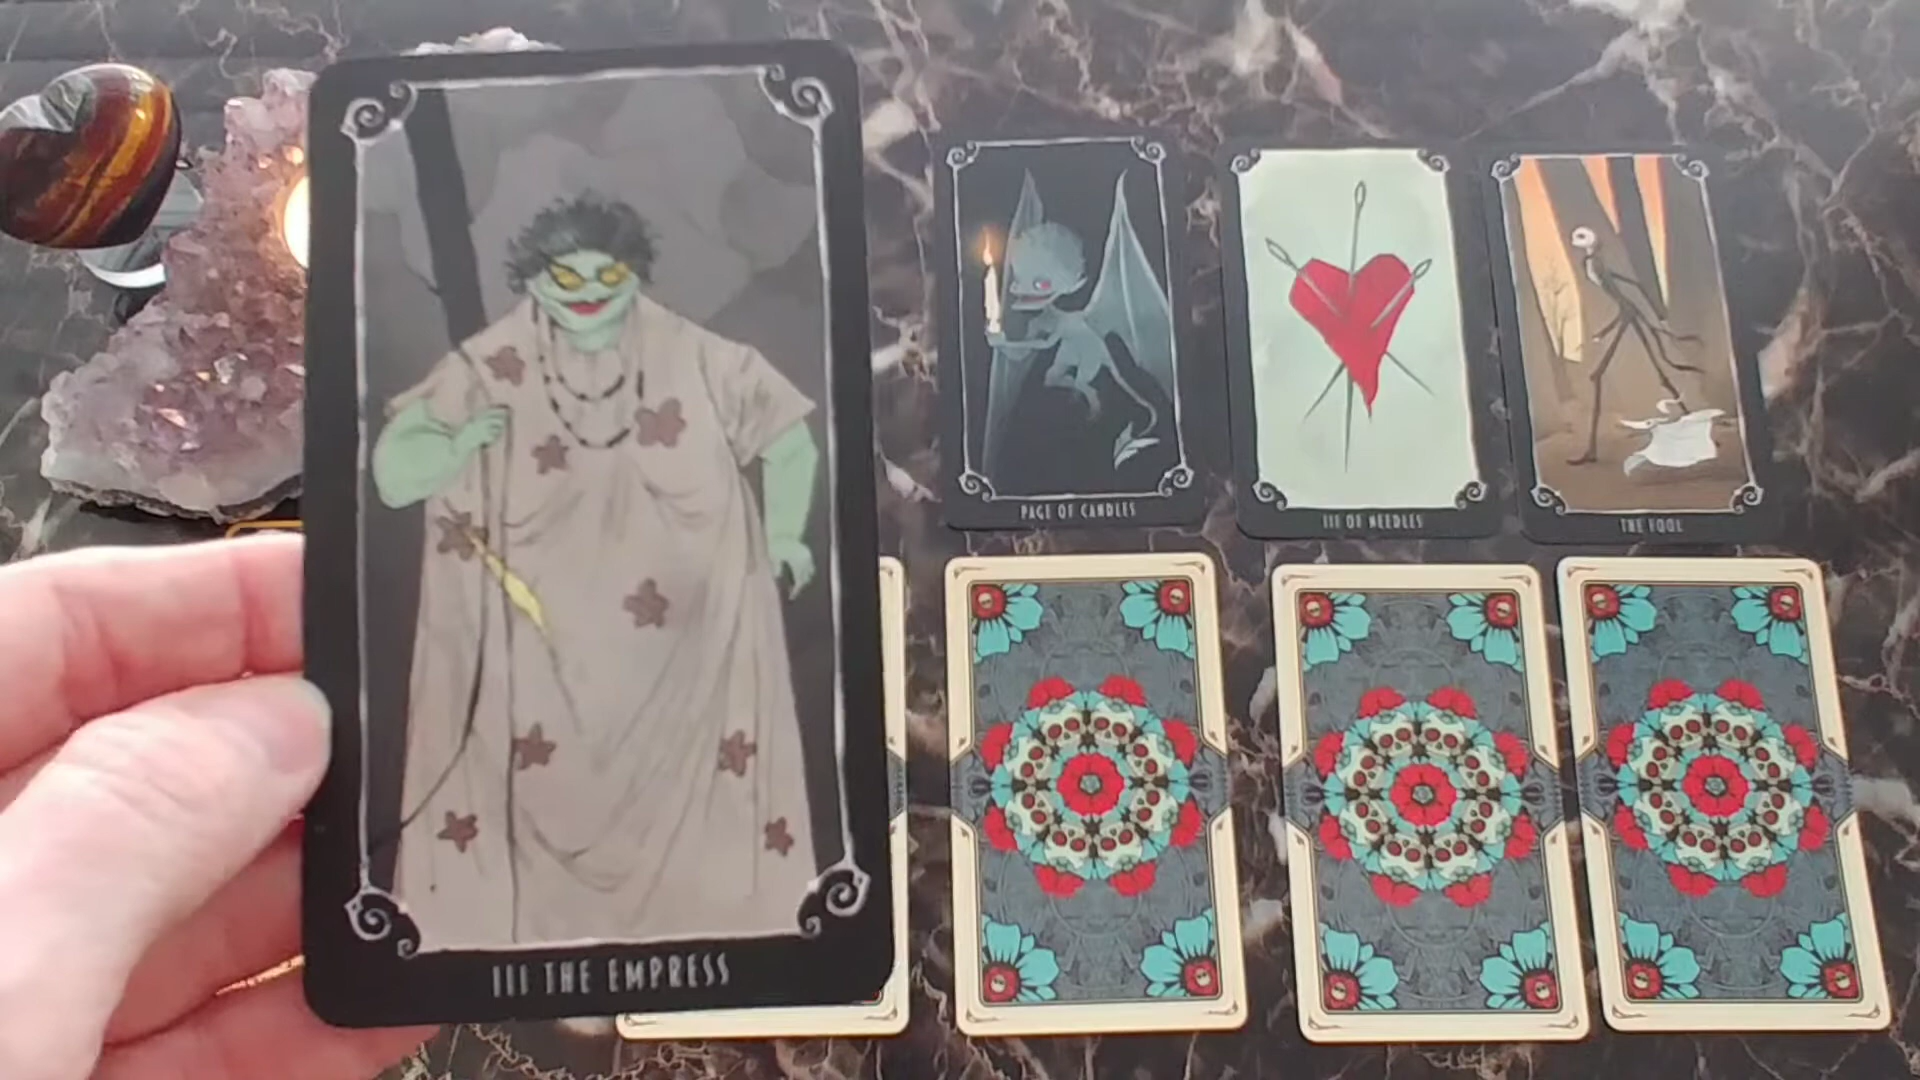 III THE EMPRESS
PAGE OF CANDLES
III OF NEEDLES
THE FOOL